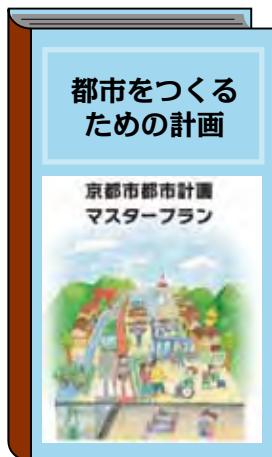 都市をつくる
ための計画
京都市都市計画
マスタープラン